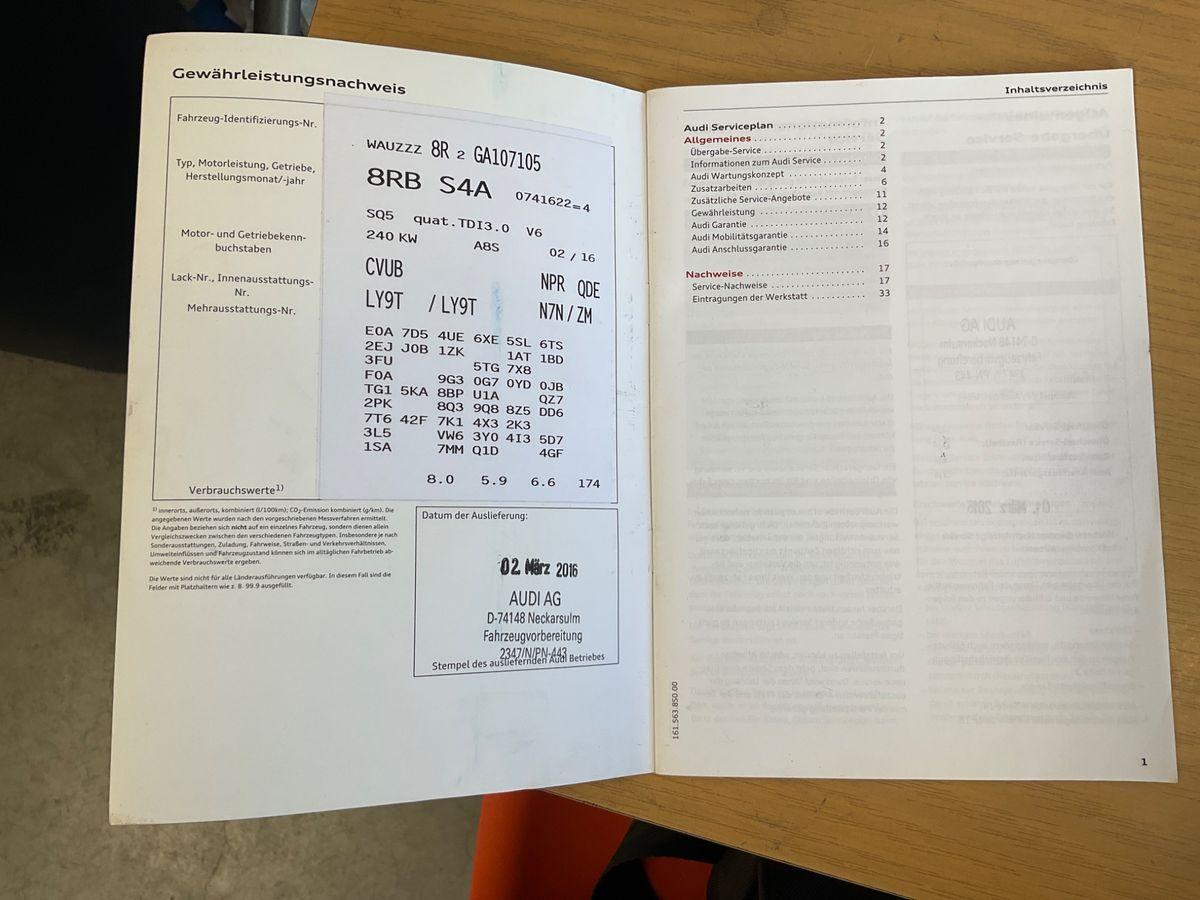 Gewährleistungsnachweis
Fahrzeug-Identifizierungs-Nr.
WAUZZZ 8R 2 GA107105
Typ, Motorleistung, Getriebe,
Herstellungsmonat/-jahr
8RB S4A 0741622=4
SQ5 quat.TDI3.0 V6
240 KW A8S 02 / 16
Motor- und Getriebekenn-
buchstaben
CVUB NPR QDE
Lack-Nr., Innenausstattungs-
Nr.
LY9T / LY9T N7N / ZM
Mehrausstattungs-Nr.
E0A 7D5 4UE 6XE 5SL 6TS
2EJ J0B 1ZK 1AT 1BD
3FU 5TG 7X8
F0A 9G3 0G7 0YD 0JB
TG1 5KA 8BP U1A QZ7
2PK 8Q3 9Q8 8Z5 DD6
7T6 42F 7K1 4X3 2K3
3L5 VW6 3Y0 4I3 5D7
1SA 7MM Q1D 4GF
Verbrauchswerte1) 8.0 5.9 6.6 174
1) innerorts, außerorts, kombiniert (l/100km); CO2-Emission kombiniert (g/km). Die
angegebenen Werte wurden nach den vorgeschriebenen Messverfahren ermittelt.
Die Angaben beziehen sich nicht auf ein einzelnes Fahrzeug, sondern dienen allein
Vergleichszwecken zwischen den verschiedenen Fahrzeugtypen. Insbesondere je nach
Sonderausstattungen, Zuladung, Fahrweise, Straßen- und Verkehrsverhältnissen,
Umwelteinflüssen und Fahrzeugzustand können sich im alltäglichen Fahrbetrieb ab-
weichende Verbrauchswerte ergeben.
Die Werte sind nicht für alle Länderausführungen verfügbar. In diesem Fall sind die
Felder mit Platzhaltern wie z. B. 99.9 ausgefüllt.
Datum der Auslieferung:
02. März 2016
AUDI AG
D-74148 Neckarsulm
Fahrzeugvorbereitung
2347/N/PN-443
Stempel des ausliefernden Audi Betriebes
Inhaltsverzeichnis
Audi Serviceplan ................ 2
Allgemeines ..................... 2
Übergabe-Service ................ 2
Informationen zum Audi Service ....... 2
Audi Wartungskonzept .............. 4
Zusatzarbeiten ................... 6
Zusätzliche Service-Angebote ........ 11
Gewährleistung .................. 12
Audi Garantie .................... 12
Audi Mobilitätsgarantie ............. 14
Audi Anschlussgarantie ............. 16
Nachweise ...................... 17
Service-Nachweise ................ 17
Eintragungen der Werkstatt .......... 33
161.563.850.00
1